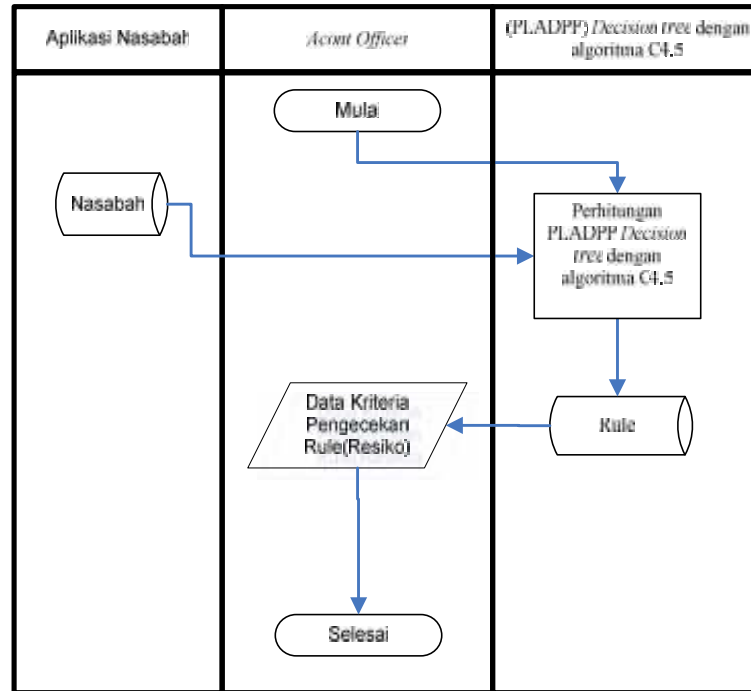 Aplikasi Nasabah
Acont Officer
(PLADPP) Decision tree dengan
algoritma C4.5
Mulai
Nasabah
Perhitungan
PLADPP Decision
tree dengan
algoritma C4.5
Data Kriteria
Pengecekan
Rule(Resiko)
Rule
Selesai